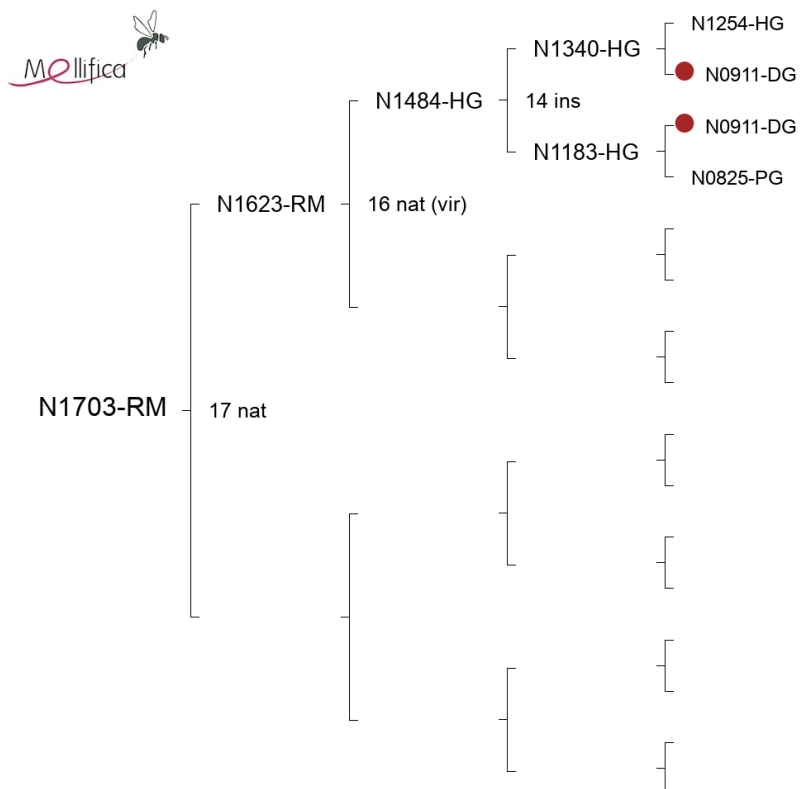 Mellifica
N1254-HG
N1340-HG
N0911-DG
N1484-HG
14 ins
N0911-DG
N1183-HG
N0825-PG
N1623-RM
16 nat (vir)
N1703-RM
17 nat